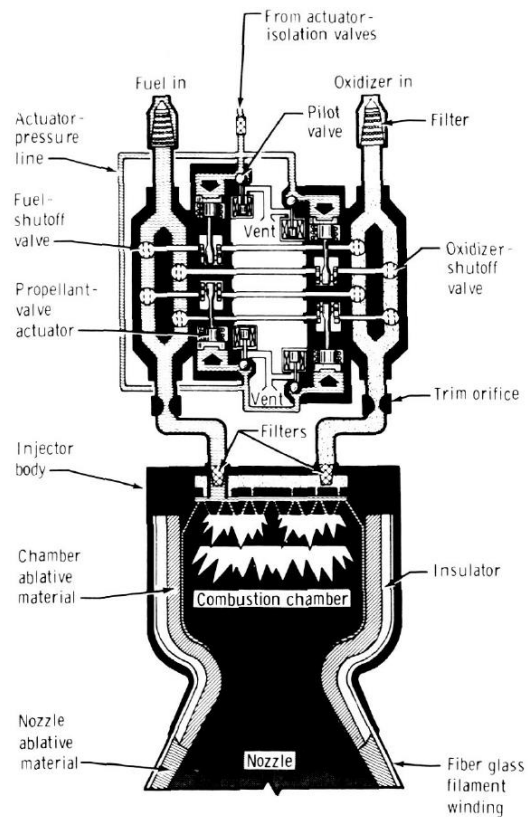 From actuator-
isolation valves
Fuel in
Oxidizer in
Actuator-
pressure
line
Pilot
valve
Filter
Fuel-
shutoff
valve
Vent
Oxidizer-
shutoff
valve
Propellant-
valve
actuator
Vent
Trim orifice
Filters
Injector
body
Chamber
ablative
material
Insulator
Combustion chamber
Nozzle
ablative
material
Nozzle
Fiber glass
filament
winding